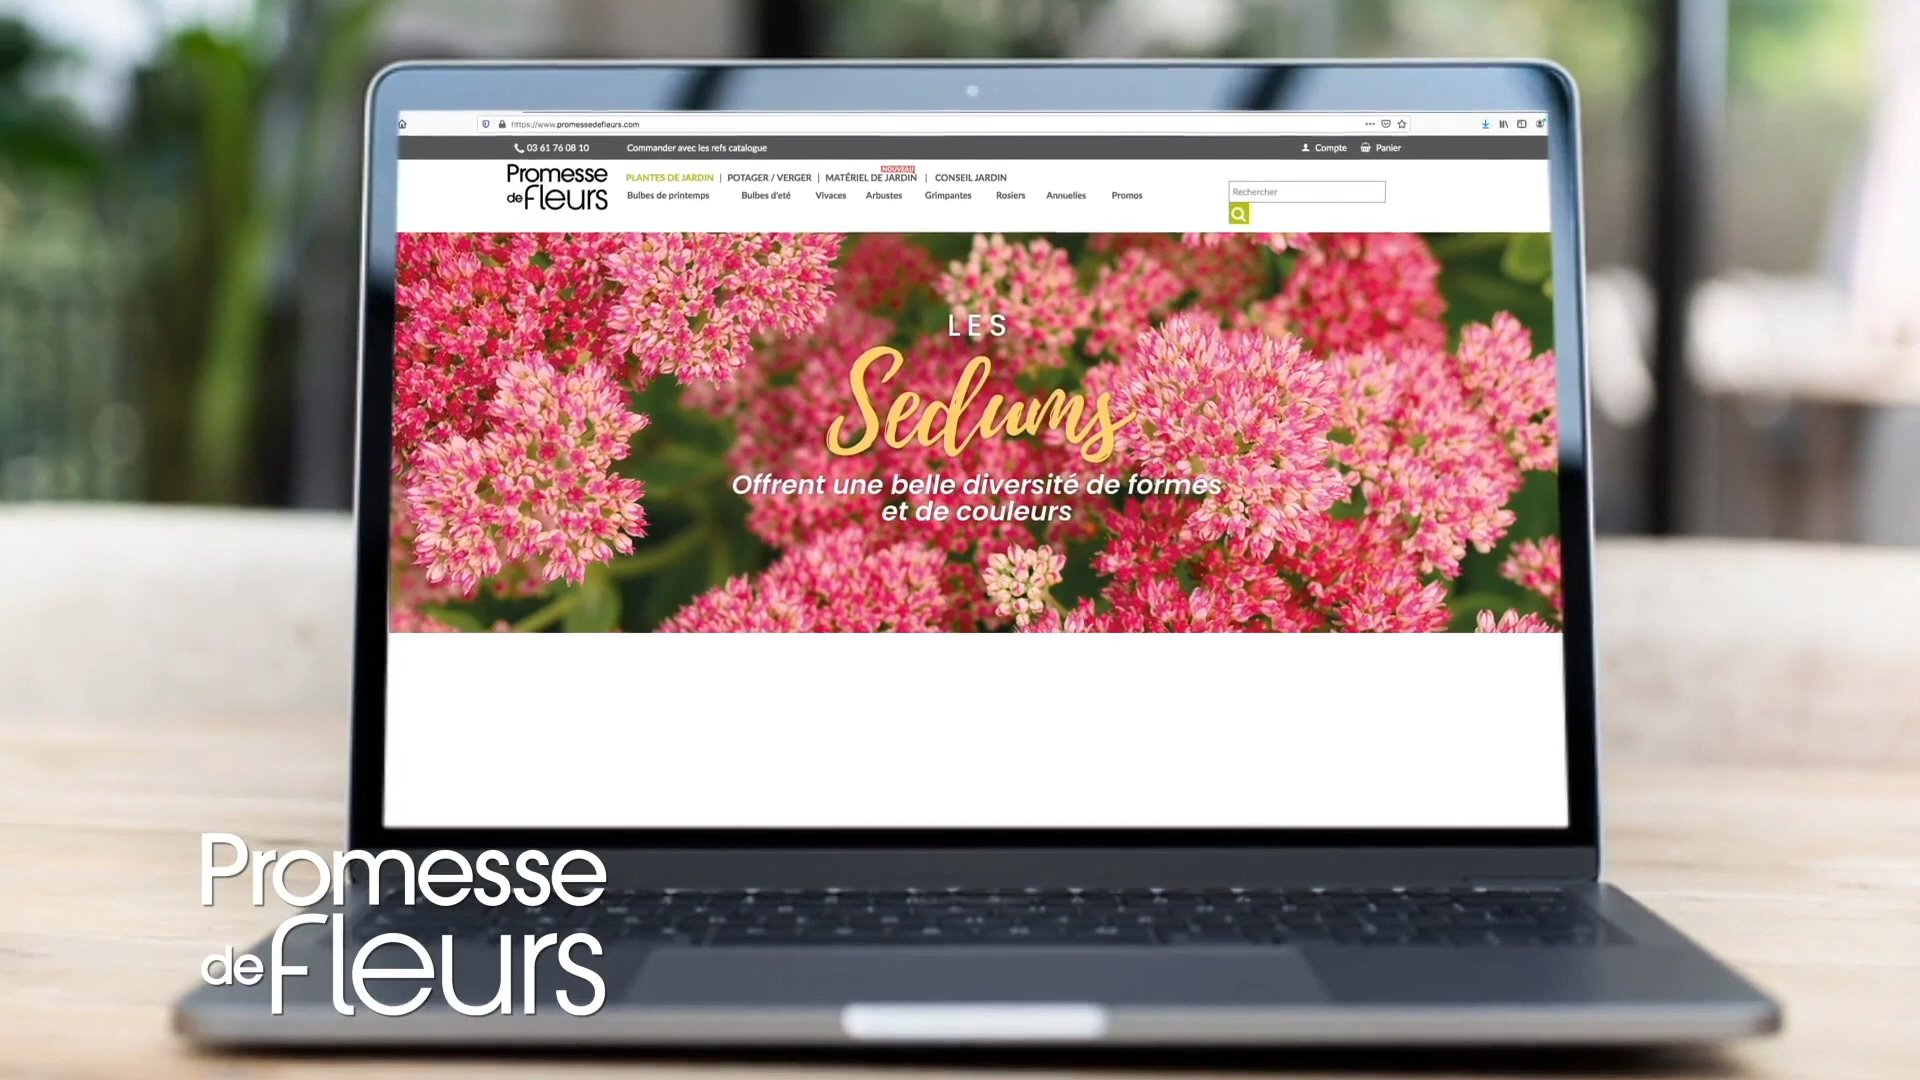 https://www.promessedefleurs.com
03 61 76 08 10 Commander avec les refs catalogue Compte Panier
Promesse
de Fleurs
NOUVEAU
PLANTES DE JARDIN | POTAGER / VERGER | MATÉRIEL DE JARDIN | CONSEIL JARDIN
Bulbes de printemps Bulbes d'eté Vivaces Arbustes Grimpantes Rosiers Annuelles Promos
Rechercher
LES
Sedums
Offrent une belle diversité de formes
et de couleurs
Promesse
de Fleurs